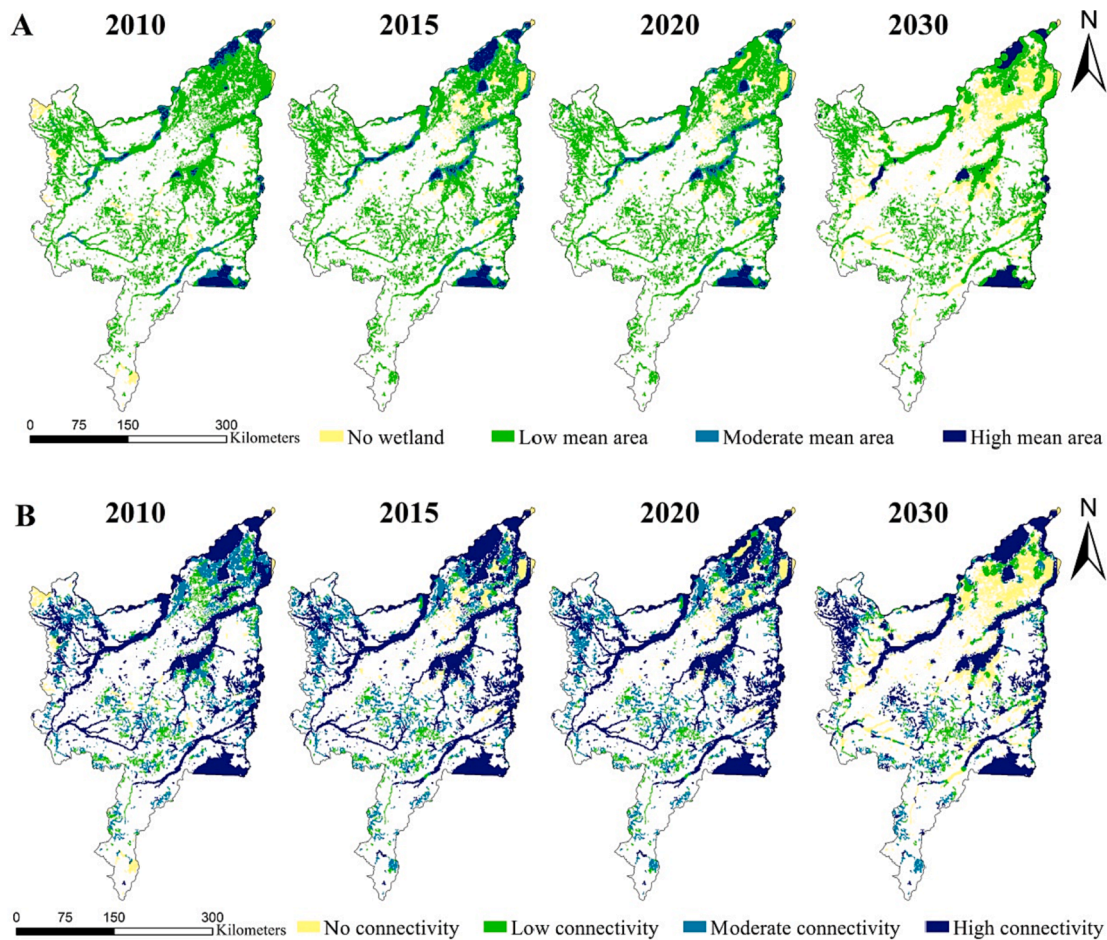 A 2010 2015 2020 2030 N
0 75 150 300
Kilometers No wetland Low mean area Moderate mean area High mean area
B 2010 2015 2020 2030 N
0 75 150 300
Kilometers No connectivity Low connectivity Moderate connectivity High connectivity